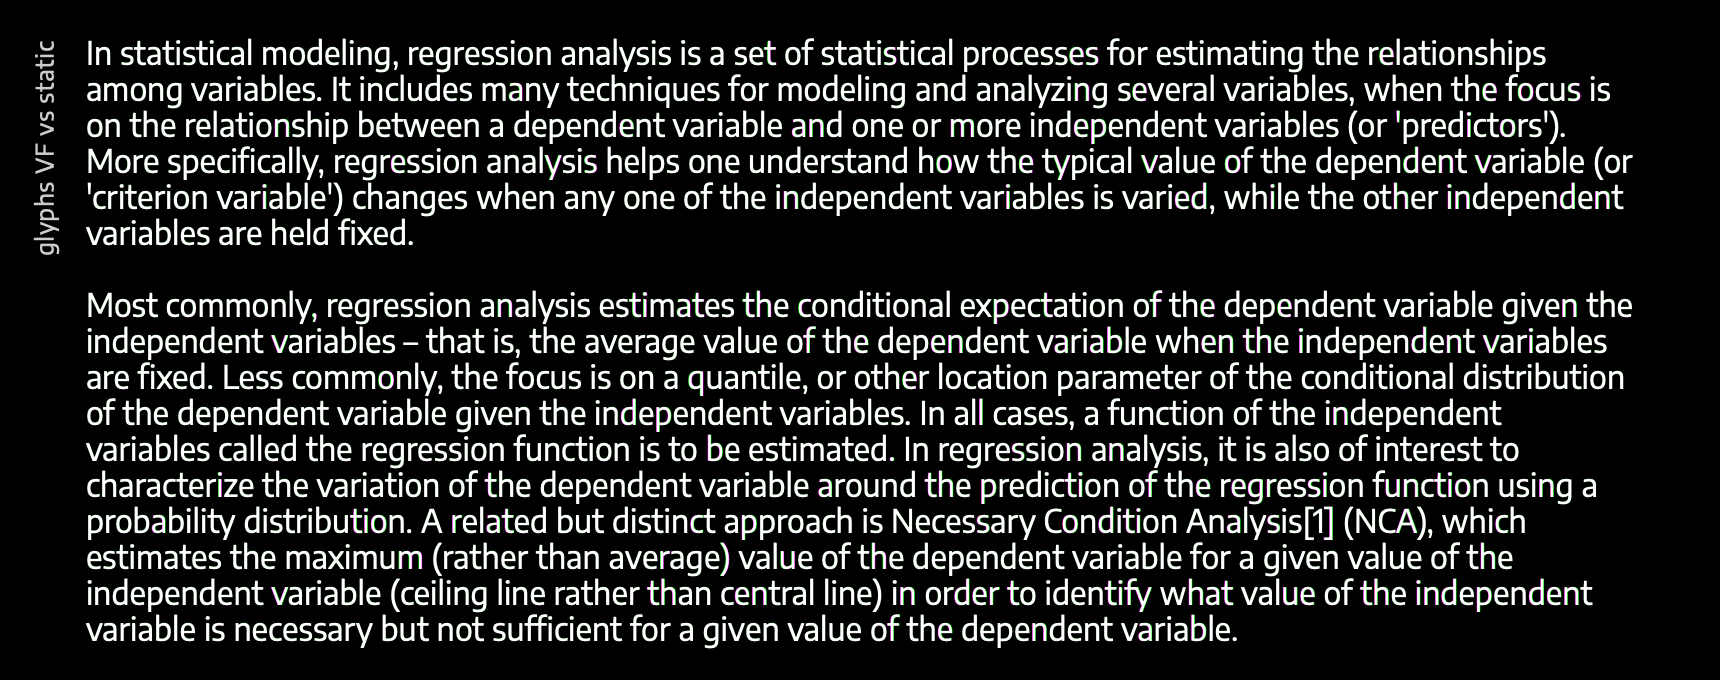 glyphs VF vs static
In statistical modeling, regression analysis is a set of statistical processes for estimating the relationships
among variables. It includes many techniques for modeling and analyzing several variables, when the focus is
on the relationship between a dependent variable and one or more independent variables (or 'predictors').
More specifically, regression analysis helps one understand how the typical value of the dependent variable (or
'criterion variable') changes when any one of the independent variables is varied, while the other independent
variables are held fixed.

Most commonly, regression analysis estimates the conditional expectation of the dependent variable given the
independent variables – that is, the average value of the dependent variable when the independent variables
are fixed. Less commonly, the focus is on a quantile, or other location parameter of the conditional distribution
of the dependent variable given the independent variables. In all cases, a function of the independent
variables called the regression function is to be estimated. In regression analysis, it is also of interest to
characterize the variation of the dependent variable around the prediction of the regression function using a
probability distribution. A related but distinct approach is Necessary Condition Analysis[1] (NCA), which
estimates the maximum (rather than average) value of the dependent variable for a given value of the
independent variable (ceiling line rather than central line) in order to identify what value of the independent
variable is necessary but not sufficient for a given value of the dependent variable.